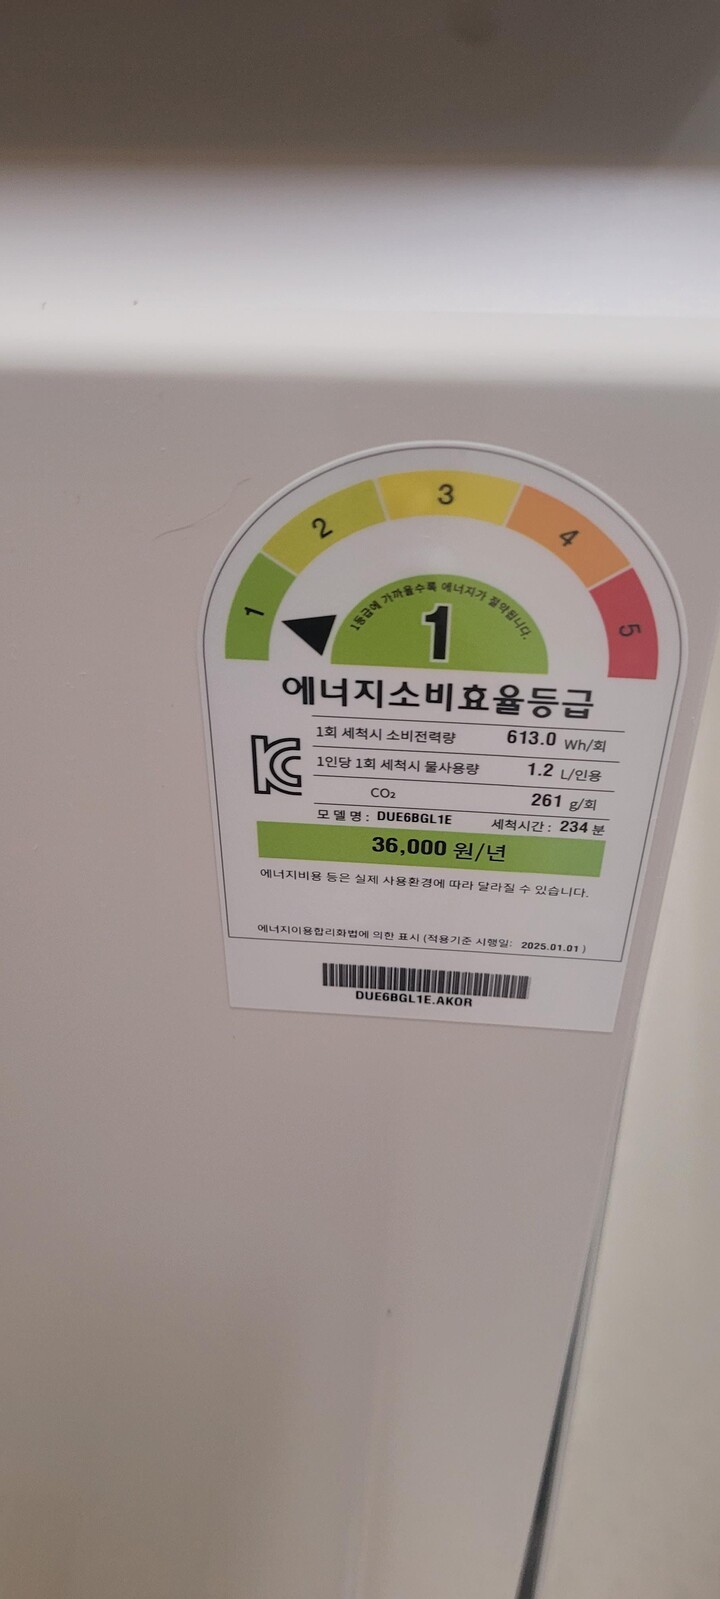 1 2 3 4 5
1등급에 가까울수록 에너지가 절약됩니다.
1
에너지소비효율등급
1회 세척시 소비전력량 613.0 Wh/회
1인당 1회 세척시 물사용량 1.2 L/인용
CO₂ 261 g/회
모델명 : DUE6BGL1E 세척시간 : 234 분
36,000 원/년
에너지비용 등은 실제 사용환경에 따라 달라질 수 있습니다.
에너지이용합리화법에 의한 표시 (적용기준 시행일: 2025.01.01 )
DUE6BGL1E.AKOR